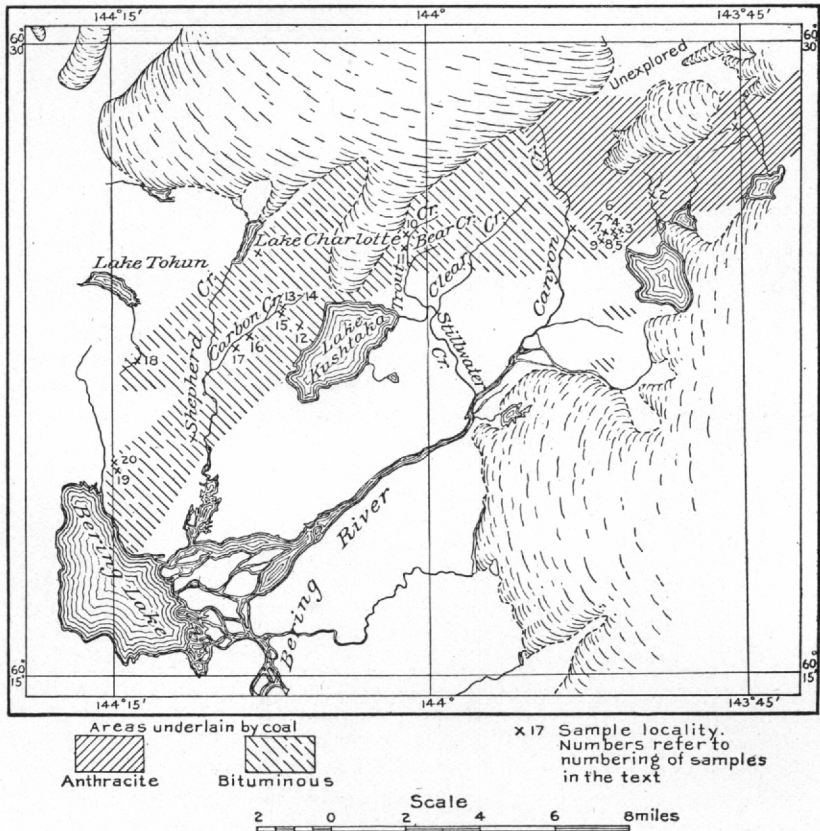 144°15' 144° 143°45'
60° 30
60° 30
Unexplored
1
2
6
7 4 3
9 8 5
Cr.
10
Cr.
Bear Cr.
Clear Cr.
Trout
Canyon
Lake Charlotte
Lake Tokun
Cr.
Carbon Cr.
13-14
15
12
16
17
18
Lake Kushtaka
Stillwater
Cr.
Shepherd
20
19
Bering Lake
River
Bering
60° 15'
60° 15'
144°15' 144° 143°45'
Areas underlain by coal
Anthracite Bituminous
x17 Sample locality.
Numbers refer to
numbering of samples
in the text
Scale
2 0 2 4 6 8 miles